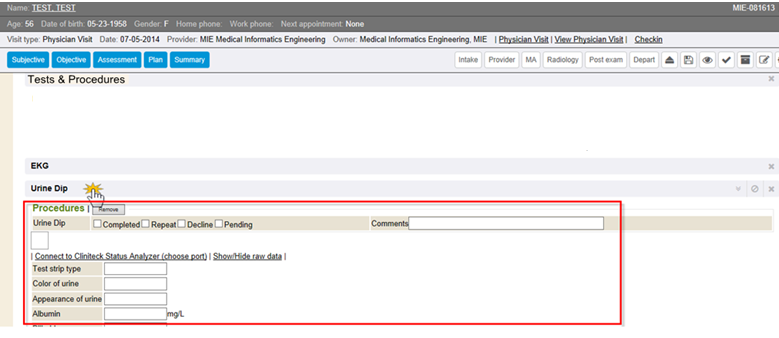 Name: TEST, TEST MIE-081613
Age: 56 Date of birth: 05-23-1958 Gender: F Home phone: Work phone: Next appointment: None
Visit type: Physician Visit Date: 07-05-2014 Provider: MIE Medical Informatics Engineering Owner: Medical Informatics Engineering, MIE | Physician Visit | View Physician Visit | CheckIn
Subjective Objective Assessment Plan Summary Intake Provider MA Radiology Post exam Depart
Tests & Procedures
EKG
Urine Dip
Procedures | Remove
Urine Dip Completed Repeat Decline Pending Comments
| Connect to Cliniteck Status Analyzer (choose port) | Show/Hide raw data |
Test strip type
Color of urine
Appearance of urine
Albumin mg/L